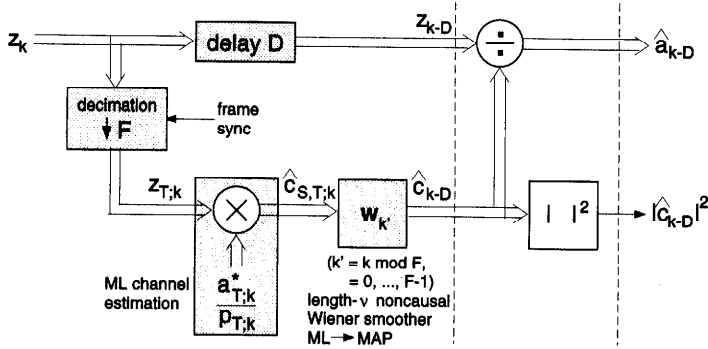 z_k
delay D
z_{k-D}
÷
â_{k-D}
decimation
↓ F
frame
sync
z_{T;k}
×
ĉ_{S,T;k}
w_{k'}
ĉ_{k-D}
| |²
|ĉ_{k-D}|²
ML channel
estimation
a*_{T;k}
p_{T;k}
(k' = k mod F,
= 0, ..., F-1)
length-ν noncausal
Wiener smoother
ML → MAP